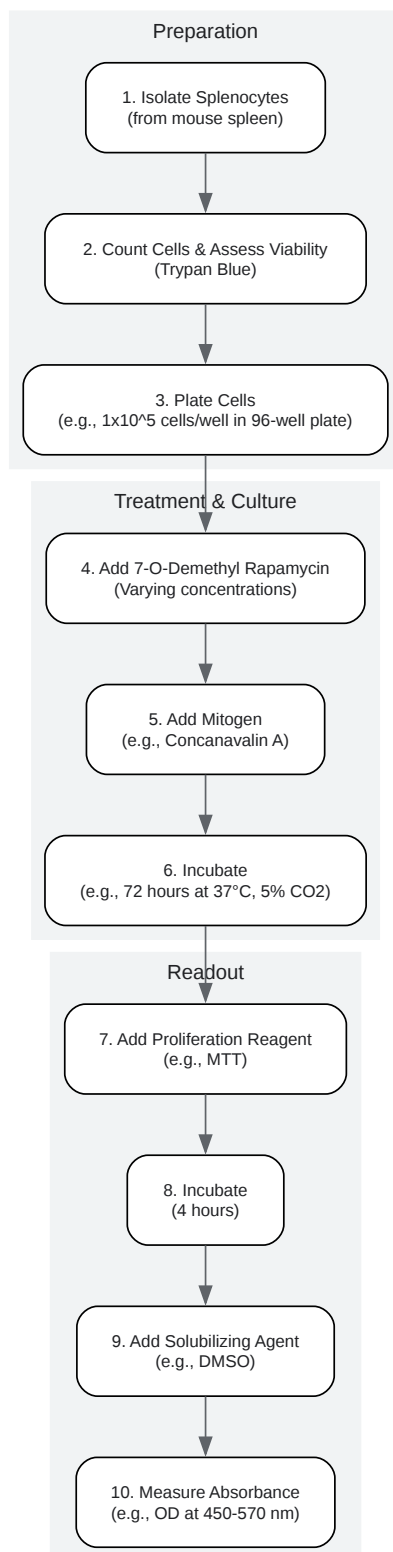 Preparation
1. Isolate Splenocytes
(from mouse spleen)
2. Count Cells & Assess Viability
(Trypan Blue)
3. Plate Cells
(e.g., 1x10^5 cells/well in 96-well plate)
Treatment & Culture
4. Add 7-O-Demethyl Rapamycin
(Varying concentrations)
5. Add Mitogen
(e.g., Concanavalin A)
6. Incubate
(e.g., 72 hours at 37°C, 5% CO2)
Readout
7. Add Proliferation Reagent
(e.g., MTT)
8. Incubate
(4 hours)
9. Add Solubilizing Agent
(e.g., DMSO)
10. Measure Absorbance
(e.g., OD at 450-570 nm)